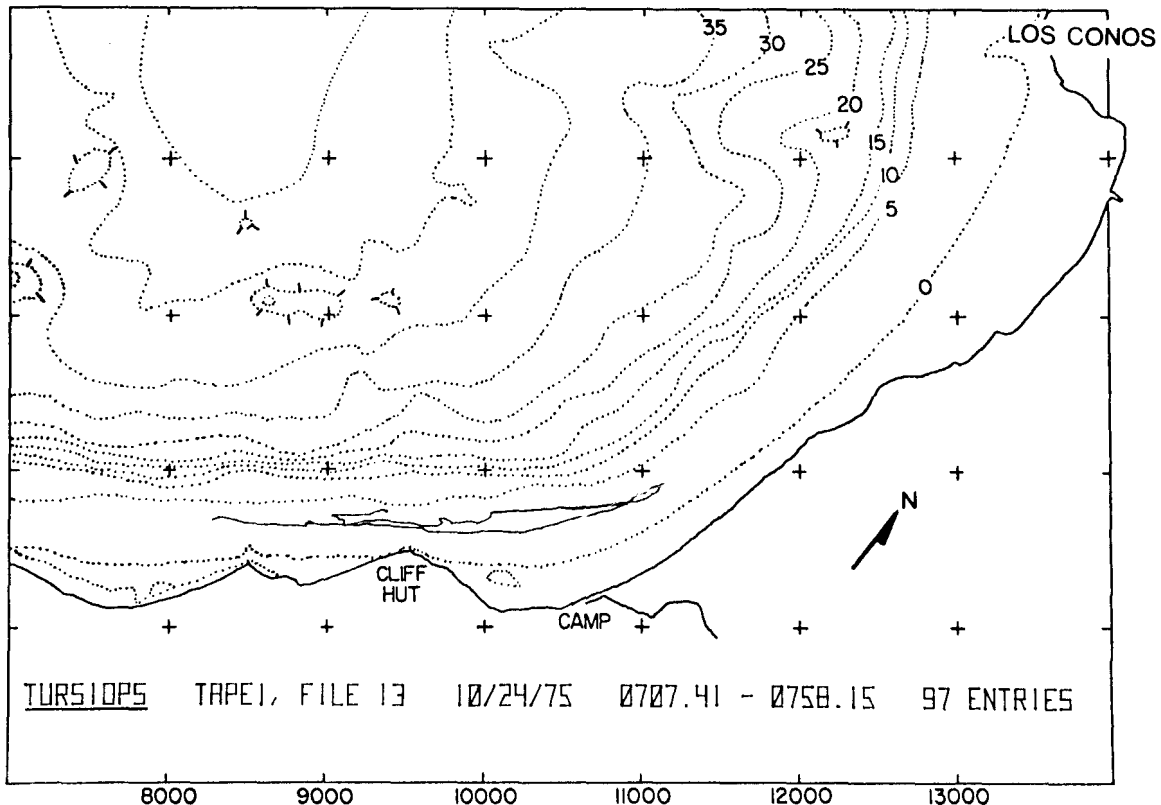 35
30
LOS CONOS
25
20
15
10
5
0
N
CLIFF
HUT
CAMP
TURSIOPS TAPE1, FILE 13 10/24/75 0707.41 - 0758.15 97 ENTRIES
8000 9000 10000 11000 12000 13000